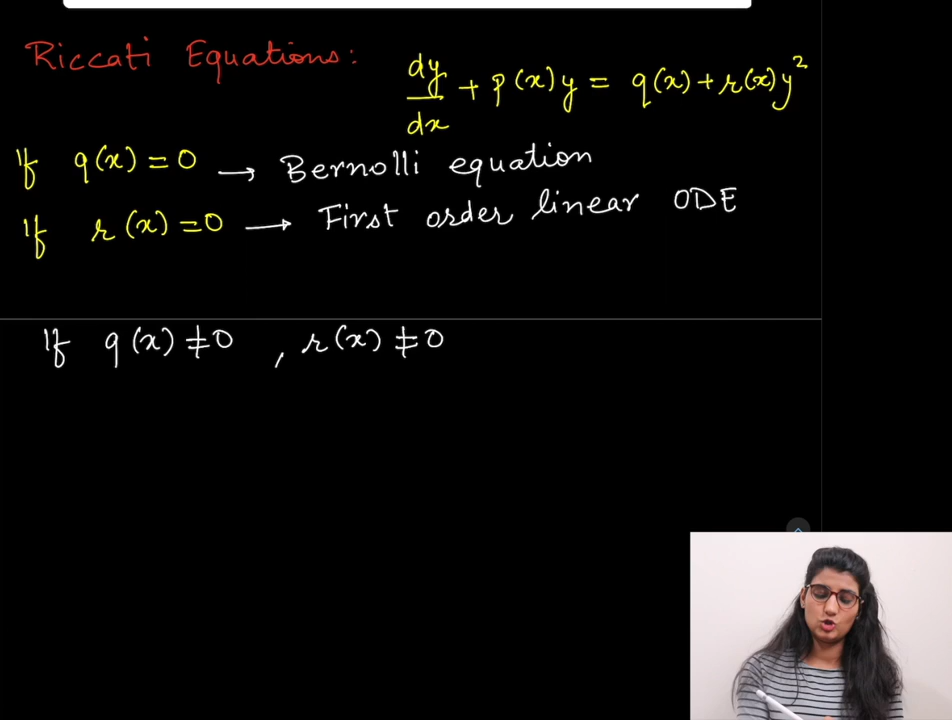 Riccati Equations: dy/dx + p(x)y = q(x) + r(x)y²
If q(x) = 0 → Bernolli equation
If r(x) = 0 → First order linear ODE
If q(x) ≠ 0 , r(x) ≠ 0